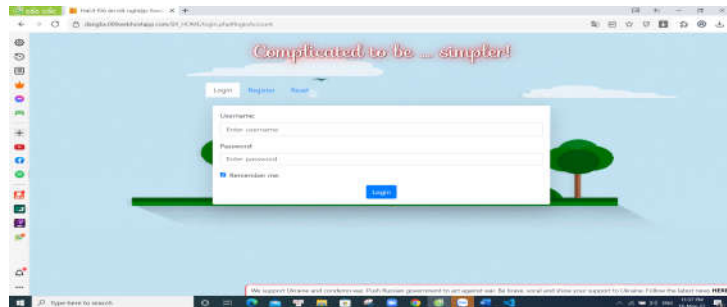 Complicated to be ... simpler!
Login Register Reset
Username:
Enter username
Password:
Enter password
Remember me
Login
We support Ukraine and condemn war. Push Russian government to act against war. Be brave, vocal and show your support to Ukraine. Follow the latest news HERE
Type here to search